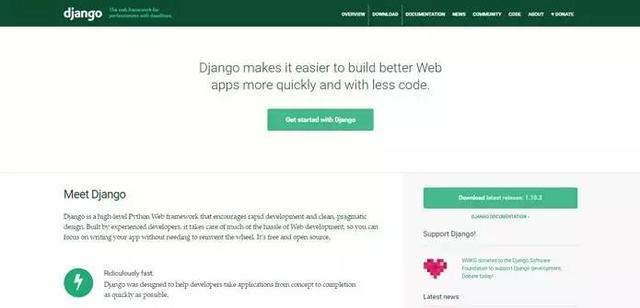 django
The web framework for
perfectionists with deadlines.
OVERVIEW DOWNLOAD DOCUMENTATION NEWS COMMUNITY CODE ABOUT ♥ DONATE
Django makes it easier to build better Web
apps more quickly and with less code.
Get started with Django
Meet Django
Django is a high-level Python Web framework that encourages rapid development and clean, pragmatic
design. Built by experienced developers, it takes care of much of the hassle of Web development, so you can
focus on writing your app without needing to reinvent the wheel. It's free and open source.
Ridiculously fast.
Django was designed to help developers take applications from concept to completion
as quickly as possible.
Download latest release: 1.10.3
DJANGO DOCUMENTATION ›
Support Django!
donated to the Django Software
Foundation to support Django development.
Donate today!
Latest news